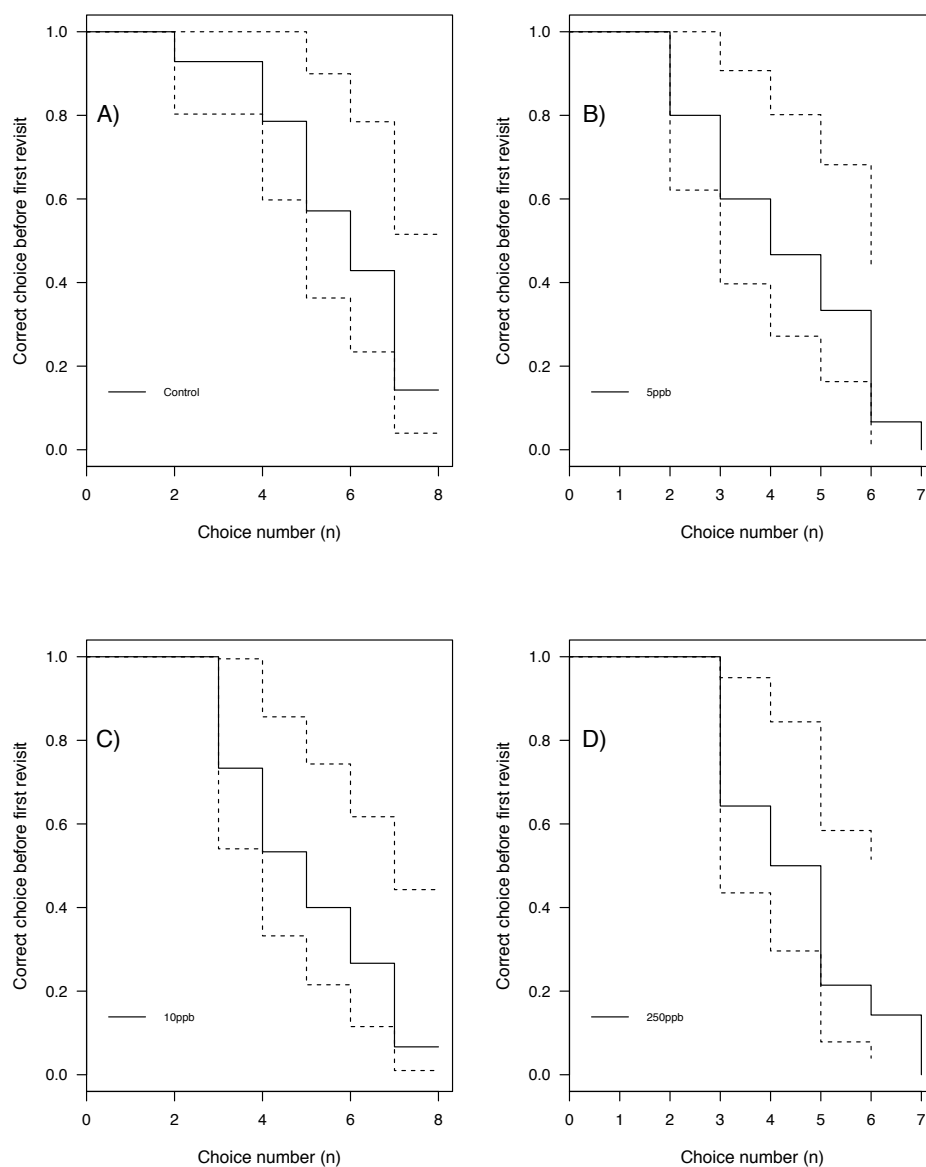 1.0
0.8
0.6
0.4
0.2
0.0
Correct choice before first revisit
A)
Control
0 2 4 6 8
Choice number (n)
1.0
0.8
0.6
0.4
0.2
0.0
Correct choice before first revisit
B)
5ppb
0 1 2 3 4 5 6 7
Choice number (n)
1.0
0.8
0.6
0.4
0.2
0.0
Correct choice before first revisit
C)
10ppb
0 2 4 6 8
Choice number (n)
1.0
0.8
0.6
0.4
0.2
0.0
Correct choice before first revisit
D)
250ppb
0 1 2 3 4 5 6 7
Choice number (n)